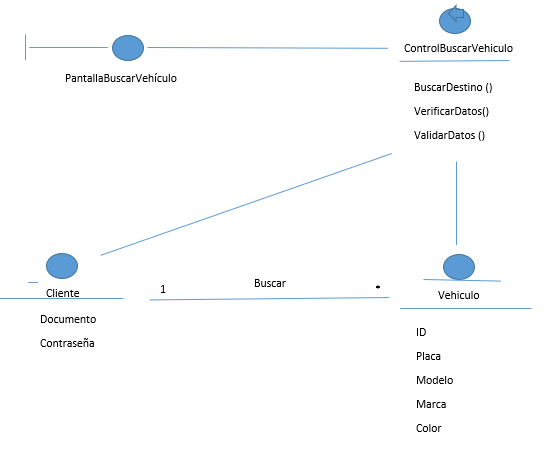 ControlBuscarVehiculo
PantallaBuscarVehículo
BuscarDestino ()
VerificarDatos()
ValidarDatos ()
Cliente
1
Buscar
*
Vehiculo
Documento
Contraseña
ID
Placa
Modelo
Marca
Color